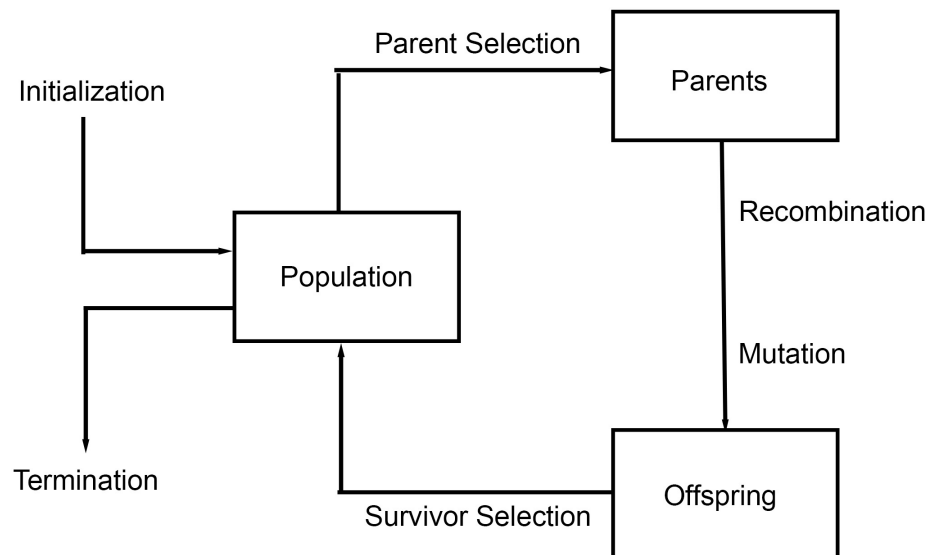 Parent Selection
Parents
Initialization
Recombination
Population
Mutation
Termination
Offspring
Survivor Selection